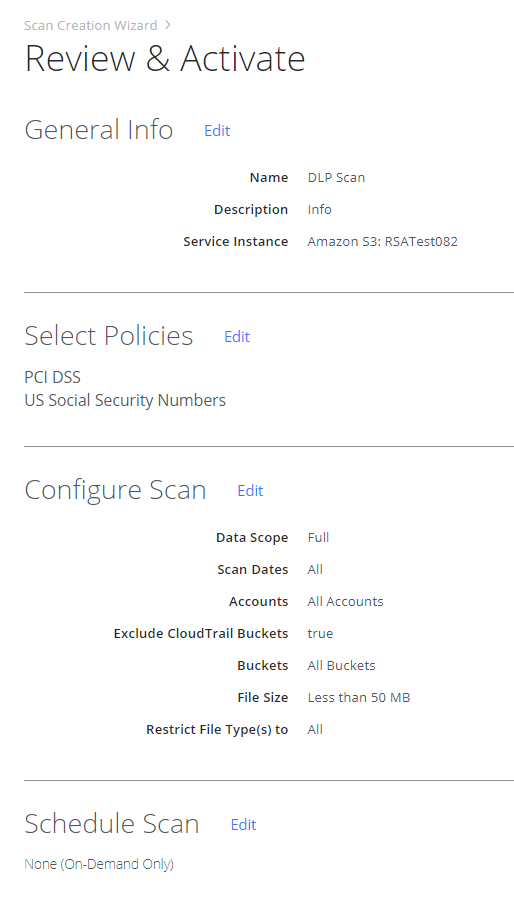 Scan Creation Wizard >
Review & Activate
General Info Edit
Name DLP Scan
Description Info
Service Instance Amazon S3: RSATest082
Select Policies Edit
PCI DSS
US Social Security Numbers
Configure Scan Edit
Data Scope Full
Scan Dates All
Accounts All Accounts
Exclude CloudTrail Buckets true
Buckets All Buckets
File Size Less than 50 MB
Restrict File Type(s) to All
Schedule Scan Edit
None (On-Demand Only)